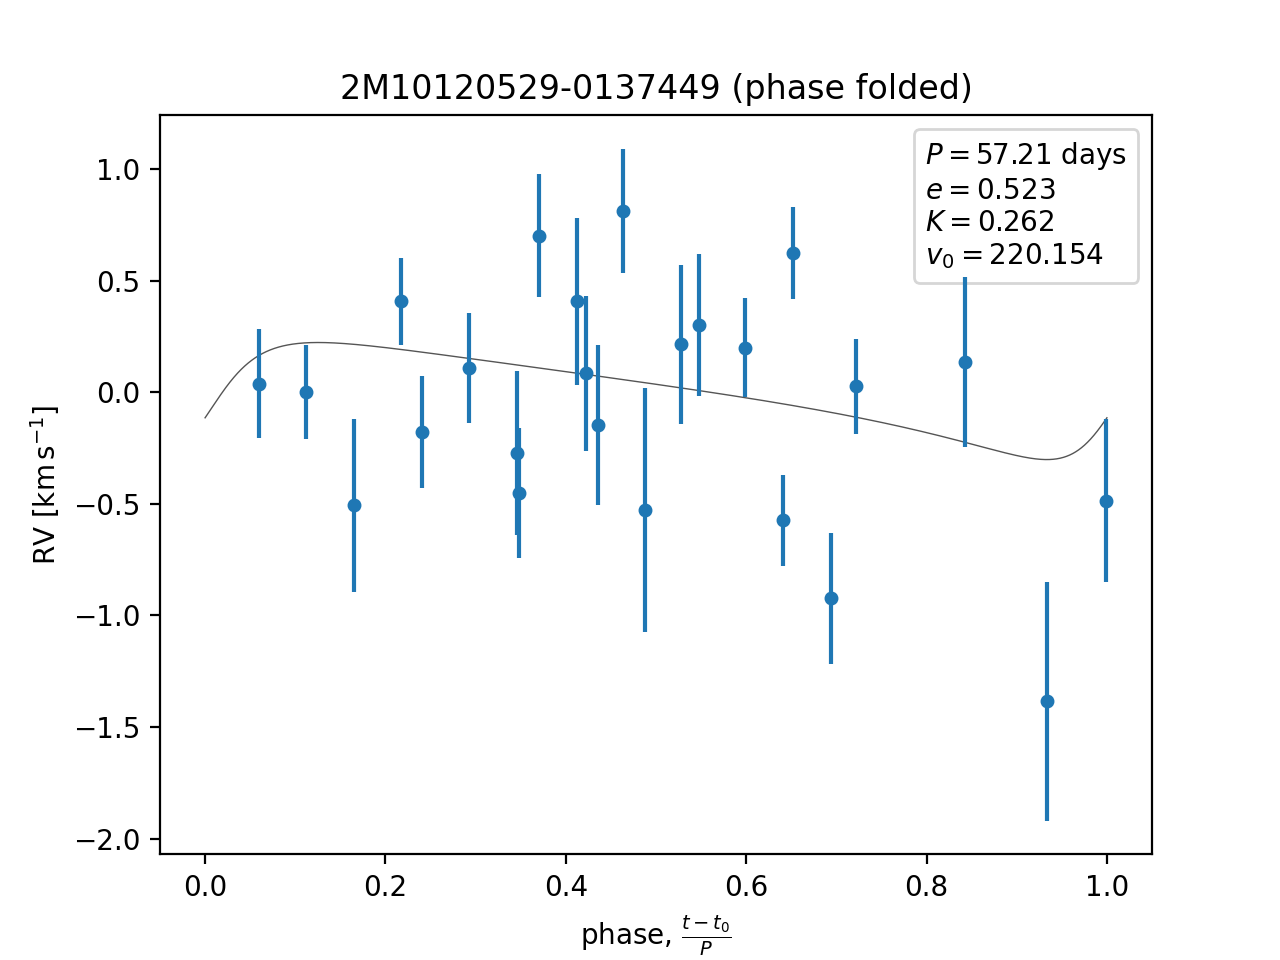 2M10120529-0137449 (phase folded)
P = 57.21 days
e = 0.523
K = 0.262
v₀ = 220.154
1.0
0.5
0.0
−0.5
−1.0
−1.5
−2.0
RV [km s⁻¹]
0.0 0.2 0.4 0.6 0.8 1.0
phase, (t − t₀)/P